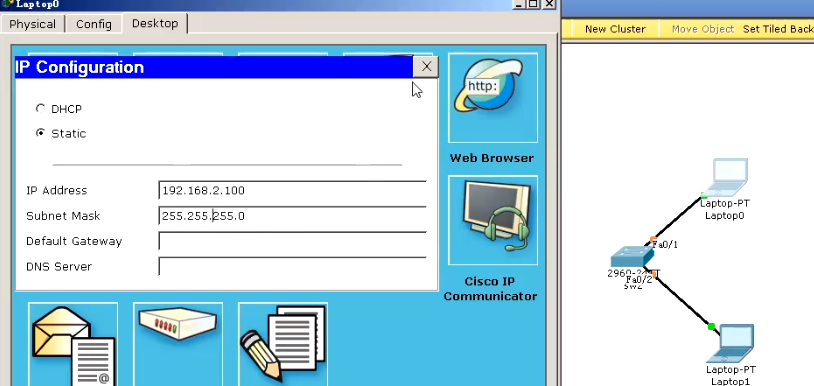 Laptop0
Physical Config Desktop
IP Configuration
X
DHCP
Static
IP Address 192.168.2.100
Subnet Mask 255.255.255.0
Default Gateway
DNS Server
http:
Web Browser
Cisco IP
Communicator
@
New Cluster Move Object Set Tiled Back
Laptop-PT
Laptop0
Fa0/1
Fa0/2
SW2
Laptop-PT
Laptop1